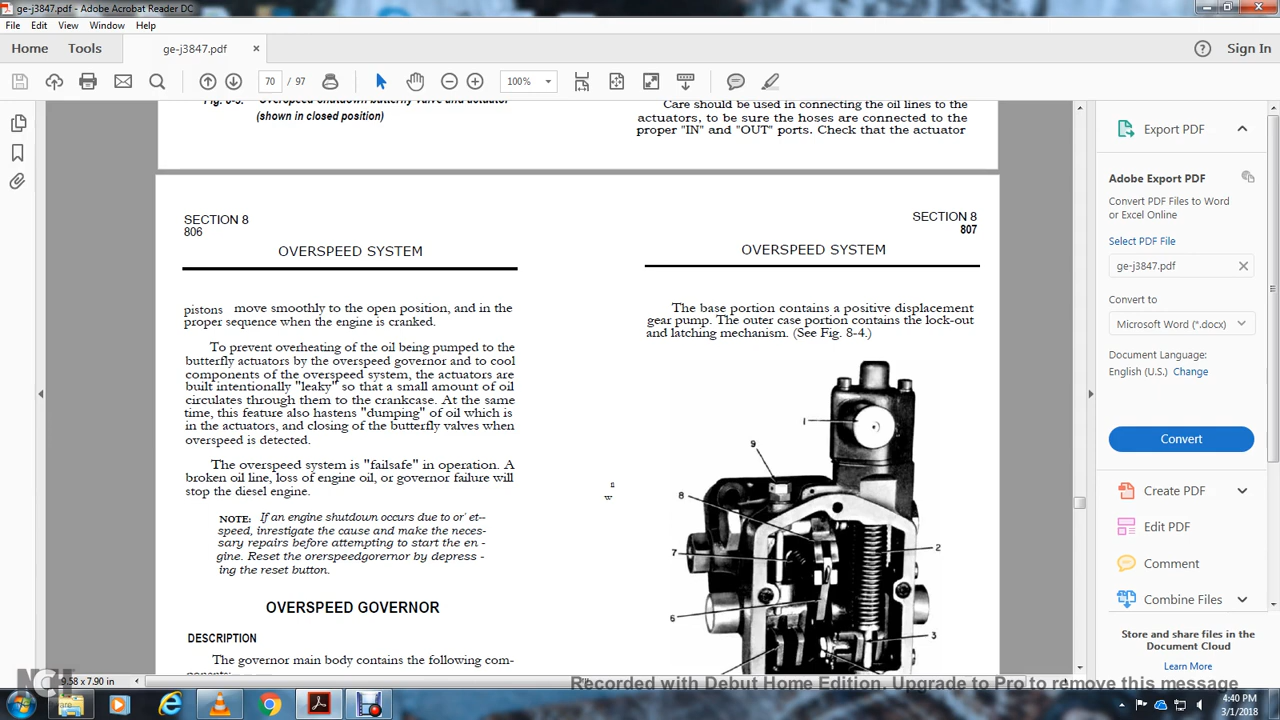 ge-j3847.pdf - Adobe Acrobat Reader DC
File Edit View Window Help
Home Tools ge-j3847.pdf × Sign In
70 / 97 100%
Fig. 8-3. Overspeed shutdown butterfly valve and actuator
(shown in closed position)
Care should be used in connecting the oil lines to the
actuators, to be sure the hoses are connected to the
proper "IN" and "OUT" ports. Check that the actuator
SECTION 8
806
OVERSPEED SYSTEM
pistons move smoothly to the open position, and in the
proper sequence when the engine is cranked.
To prevent overheating of the oil being pumped to the
butterfly actuators by the overspeed governor and to cool
components of the overspeed system, the actuators are
built intentionally "leaky" so that a small amount of oil
circulates through them to the crankcase. At the same
time, this feature also hastens "dumping" of oil which is
in the actuators, and closing of the butterfly valves when
overspeed is detected.
The overspeed system is "failsafe" in operation. A
broken oil line, loss of engine oil, or governor failure will
stop the diesel engine.
NOTE: If an engine shutdown occurs due to or' et-
speed, inrestigate the cause and make the neces-
sary repairs before attempting to start the en -
gine. Reset the orerspeedgorernor by depress -
ing the reset button.
OVERSPEED GOVERNOR
DESCRIPTION
The governor main body contains the following com-
ponents:
SECTION 8
807
OVERSPEED SYSTEM
The base portion contains a positive displacement
gear pump. The outer case portion contains the lock-out
and latching mechanism. (See Fig. 8-4.)
1
9
8
7
2
6
3
Export PDF
Adobe Export PDF
Convert PDF Files to Word
or Excel Online
Select PDF File
ge-j3847.pdf
Convert to
Microsoft Word (*.docx)
Document Language:
English (U.S.) Change
Convert
Create PDF
Edit PDF
Comment
Combine Files
Store and share files in the
Document Cloud
Learn More
9.58 x 7.90 in
NCH
Recorded with Debut Home Edition. Upgrade to Pro to remove this message
4:40 PM
3/1/2018